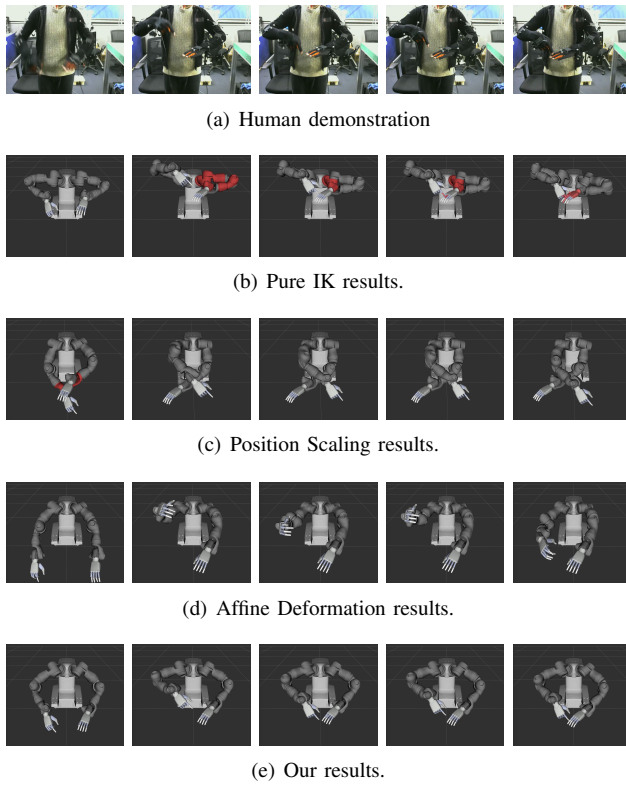 (a) Human demonstration
(b) Pure IK results.
(c) Position Scaling results.
(d) Affine Deformation results.
(e) Our results.